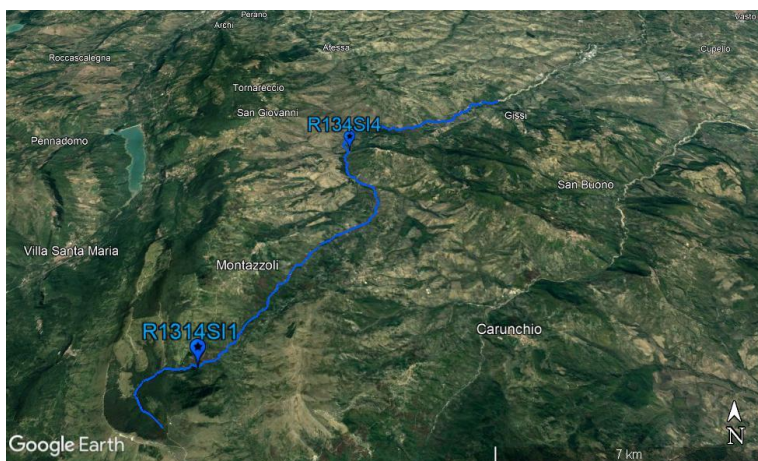 Perano
Archi
Vasto
Atessa
Cupello
Roccascalegna
Tornareccio
San Giovanni
Gissi
R134SI4
Pennadomo
San Buono
Villa Santa Maria
Montazzoli
R1314SI1
Carunchio
N
Google Earth
7 km